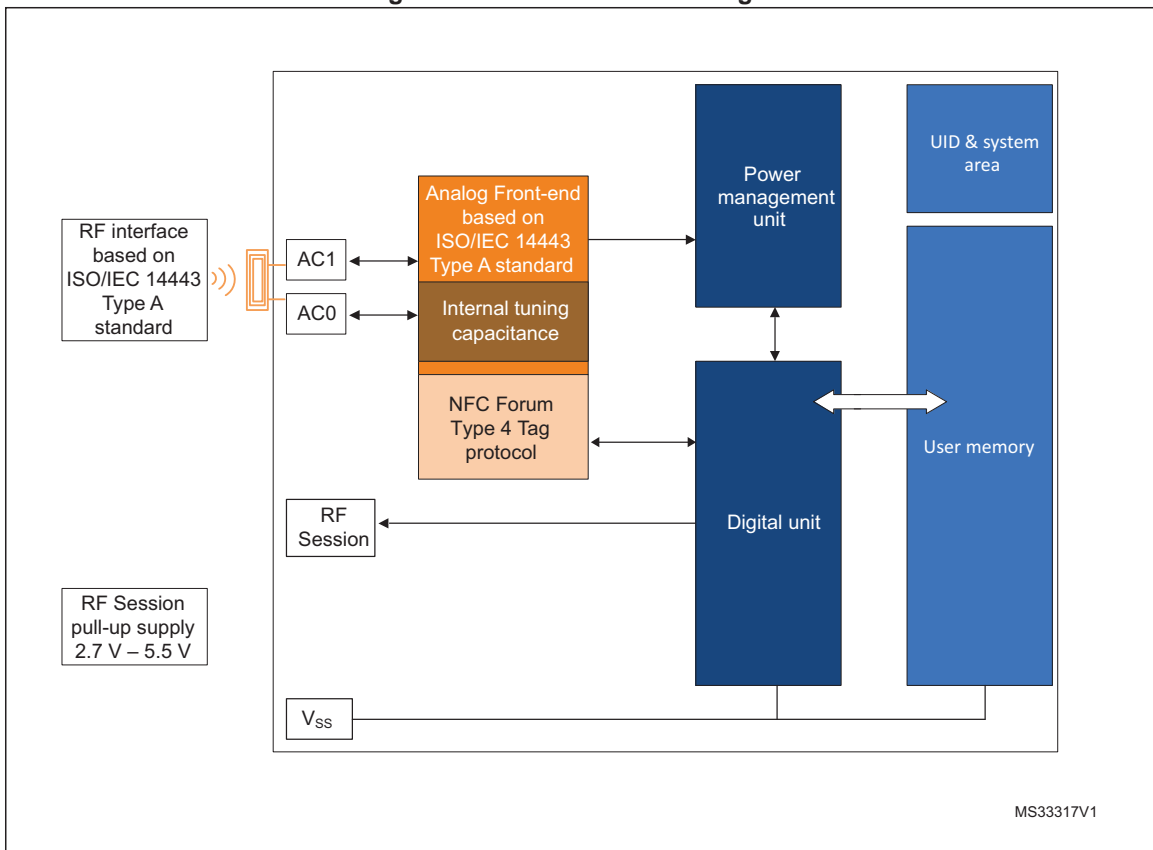 RF interface
based on
ISO/IEC 14443
Type A
standard
AC1
AC0
Analog Front-end
based on
ISO/IEC 14443
Type A standard
Internal tuning
capacitance
NFC Forum
Type 4 Tag
protocol
Power
management
unit
UID & system
area
User memory
Digital unit
RF
Session
RF Session
pull-up supply
2.7 V – 5.5 V
VSS
MS33317V1